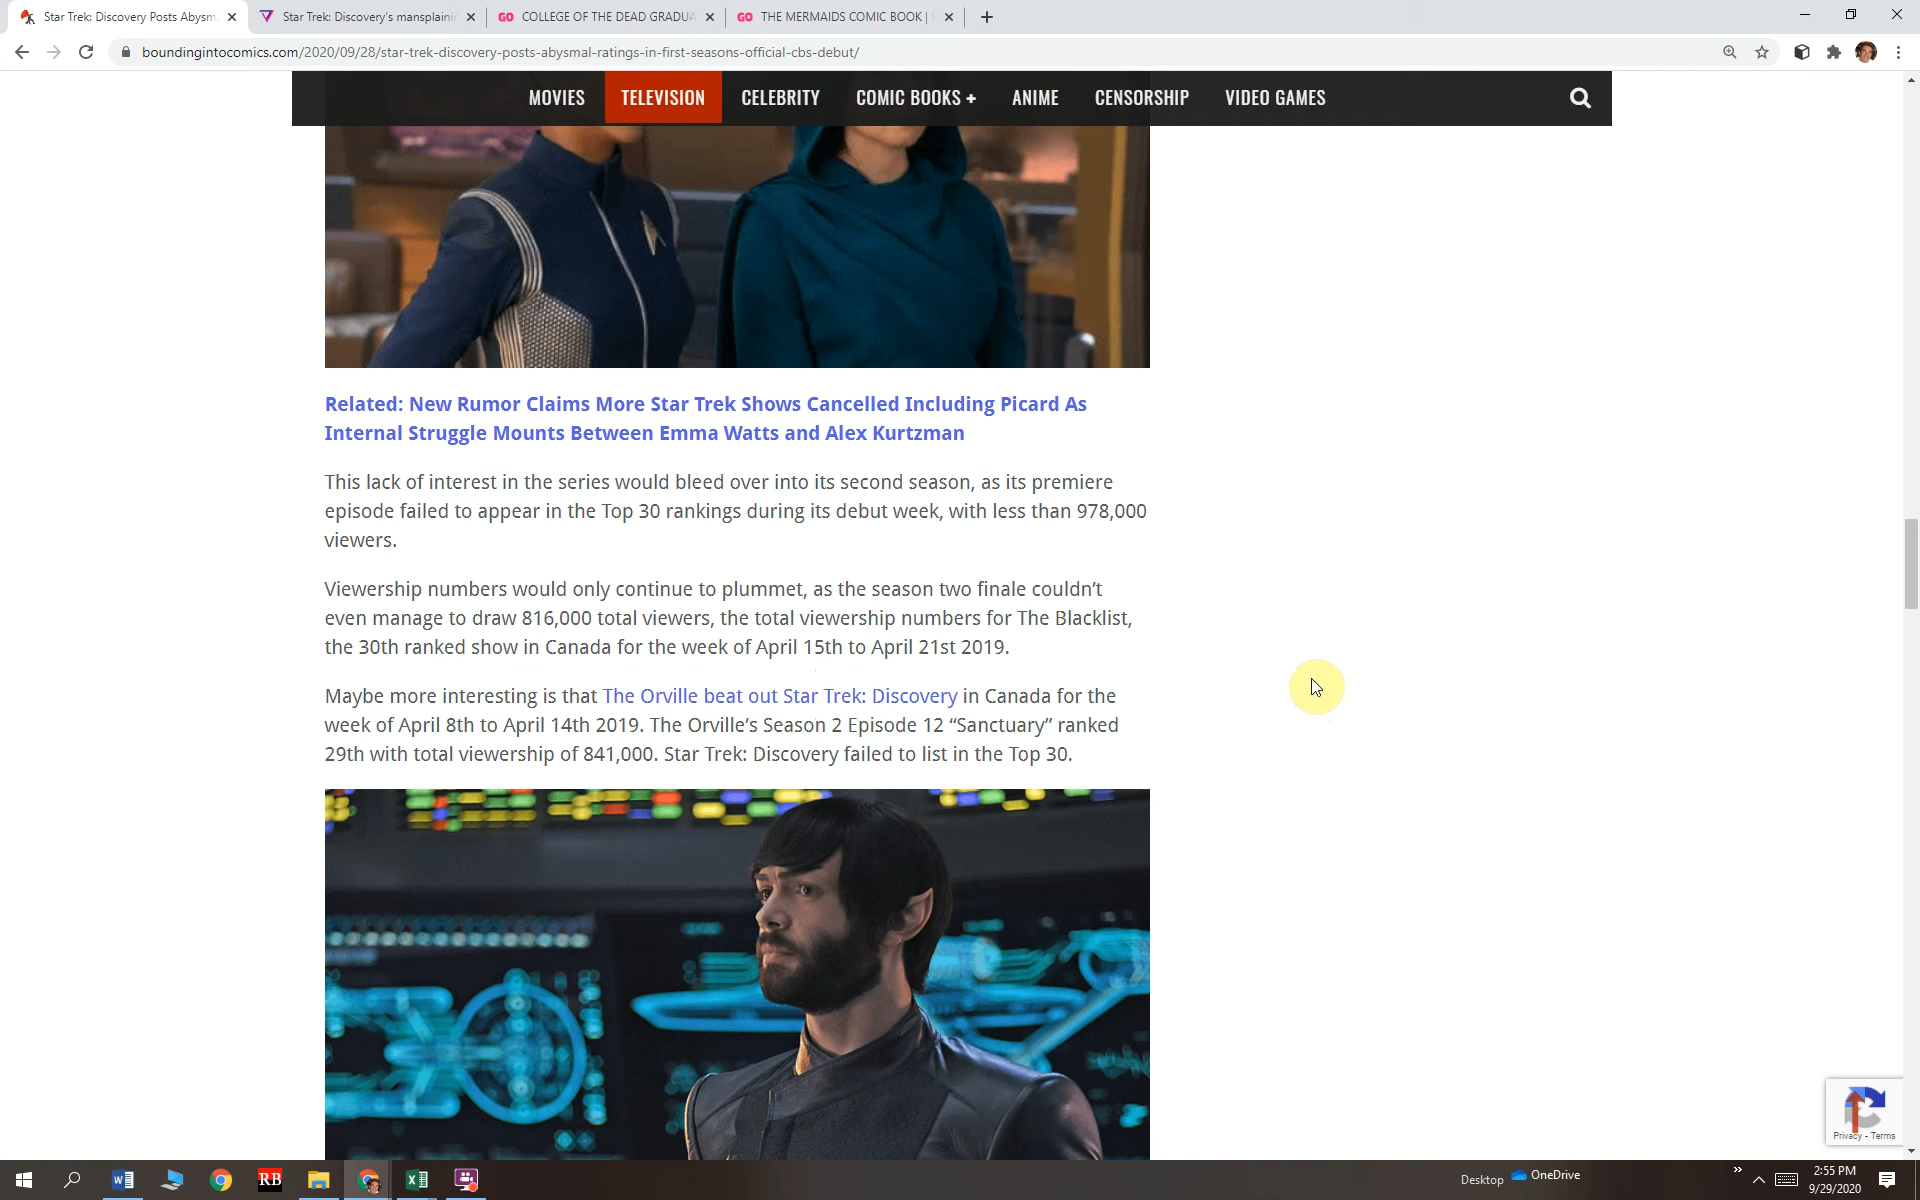 Star Trek: Discovery Posts Abysm
Star Trek: Discovery's mansplainin
GO COLLEGE OF THE DEAD GRADUA
GO THE MERMAIDS COMIC BOOK |
boundingintocomics.com/2020/09/28/star-trek-discovery-posts-abysmal-ratings-in-first-seasons-official-cbs-debut/
MOVIES TELEVISION CELEBRITY COMIC BOOKS + ANIME CENSORSHIP VIDEO GAMES
Related: New Rumor Claims More Star Trek Shows Cancelled Including Picard As
Internal Struggle Mounts Between Emma Watts and Alex Kurtzman
This lack of interest in the series would bleed over into its second season, as its premiere
episode failed to appear in the Top 30 rankings during its debut week, with less than 978,000
viewers.
Viewership numbers would only continue to plummet, as the season two finale couldn't
even manage to draw 816,000 total viewers, the total viewership numbers for The Blacklist,
the 30th ranked show in Canada for the week of April 15th to April 21st 2019.
Maybe more interesting is that The Orville beat out Star Trek: Discovery in Canada for the
week of April 8th to April 14th 2019. The Orville's Season 2 Episode 12 “Sanctuary” ranked
29th with total viewership of 841,000. Star Trek: Discovery failed to list in the Top 30.
Privacy - Terms
RB
Desktop
OneDrive
2:55 PM
9/29/2020